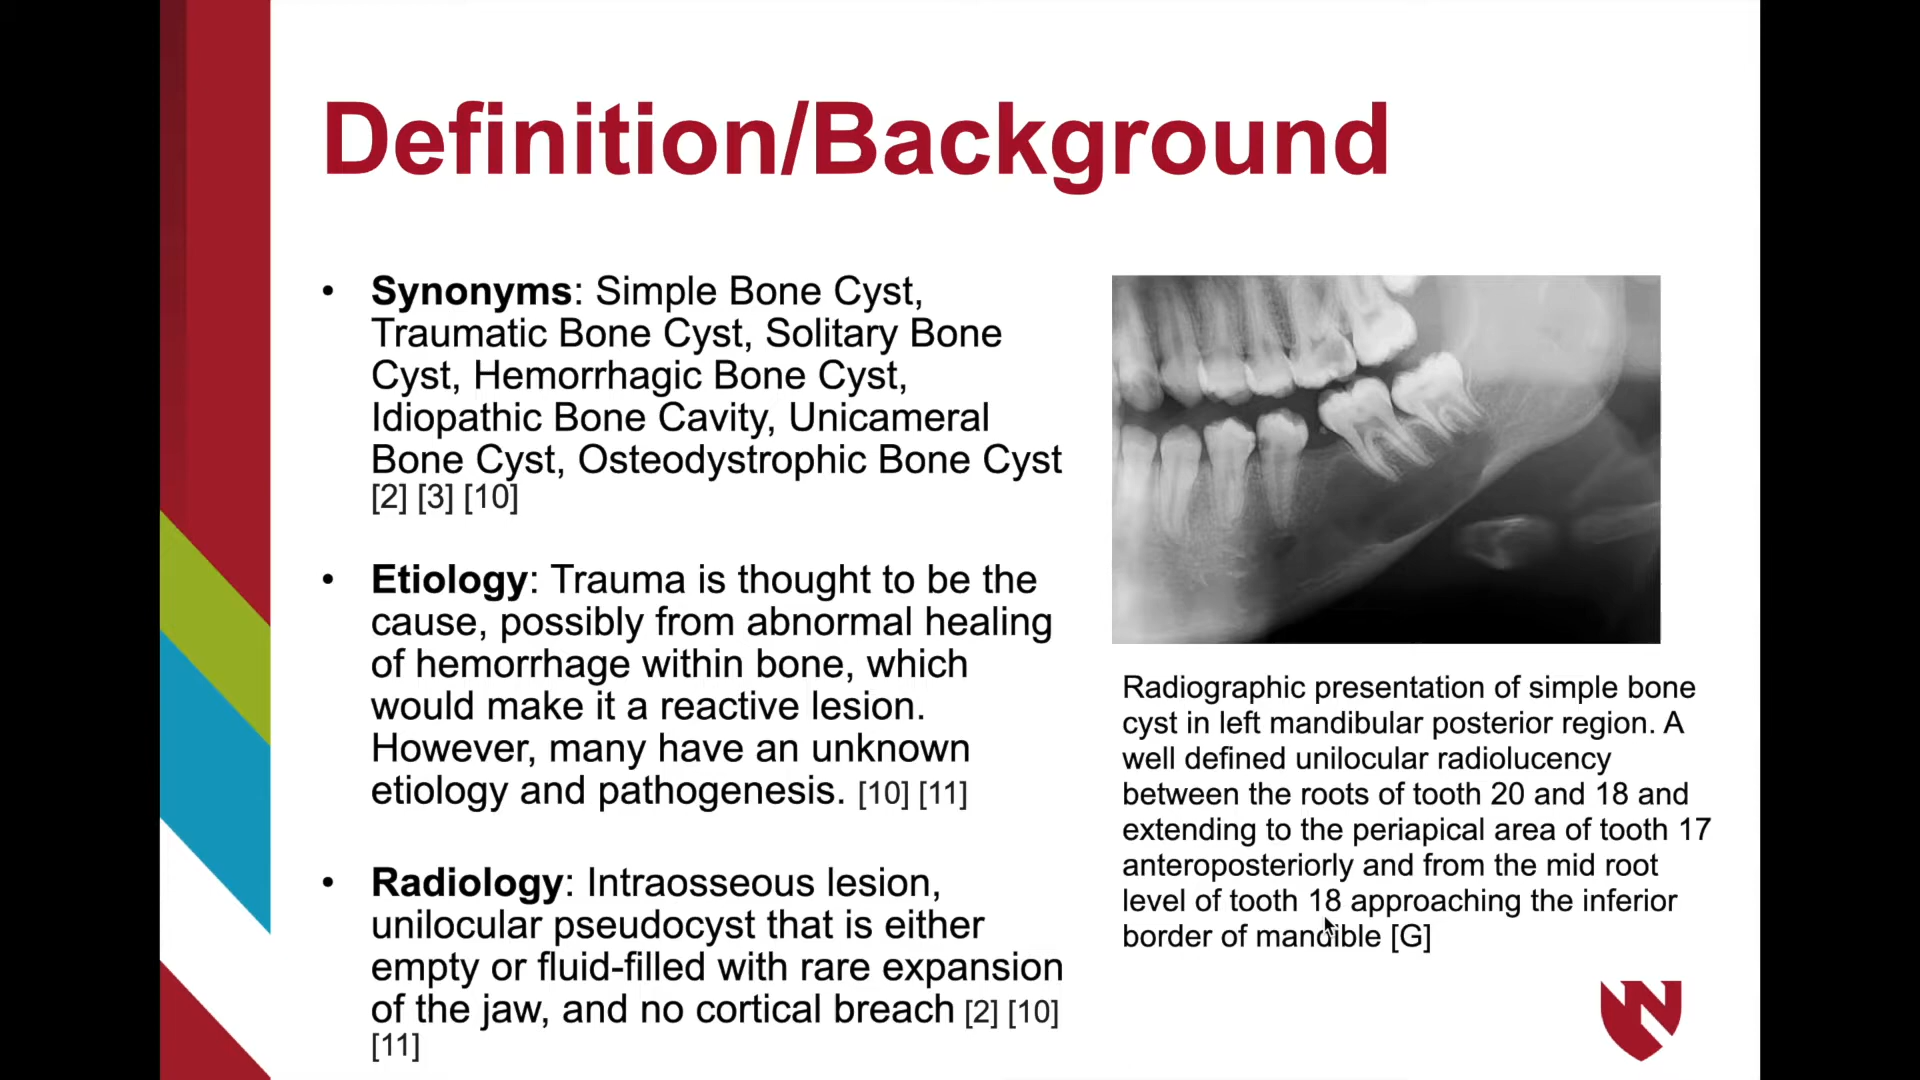 Definition/Background
• Synonyms: Simple Bone Cyst,
Traumatic Bone Cyst, Solitary Bone
Cyst, Hemorrhagic Bone Cyst,
Idiopathic Bone Cavity, Unicameral
Bone Cyst, Osteodystrophic Bone Cyst
[2] [3] [10]
• Etiology: Trauma is thought to be the
cause, possibly from abnormal healing
of hemorrhage within bone, which
would make it a reactive lesion.
However, many have an unknown
etiology and pathogenesis. [10] [11]
• Radiology: Intraosseous lesion,
unilocular pseudocyst that is either
empty or fluid-filled with rare expansion
of the jaw, and no cortical breach [2] [10]
[11]
Radiographic presentation of simple bone
cyst in left mandibular posterior region. A
well defined unilocular radiolucency
between the roots of tooth 20 and 18 and
extending to the periapical area of tooth 17
anteroposteriorly and from the mid root
level of tooth 18 approaching the inferior
border of mandible [G]
N